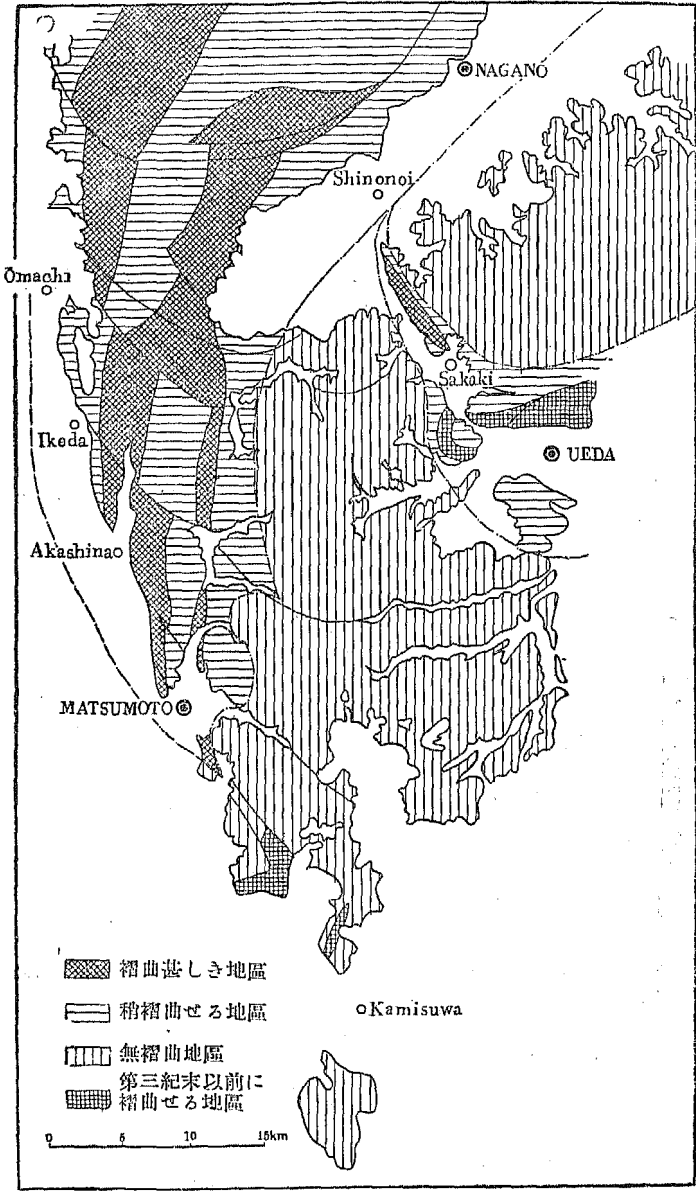 NAGANO
Shinonoi
Ōmachi
Sakaki
Ikeda
UEDA
Akashinao
MATSUMOTO
Kamisuwa
褶曲甚しき地區
稍褶曲せる地區
無褶曲地區
第三紀末以前に
褶曲せる地區
0 5 10 15km